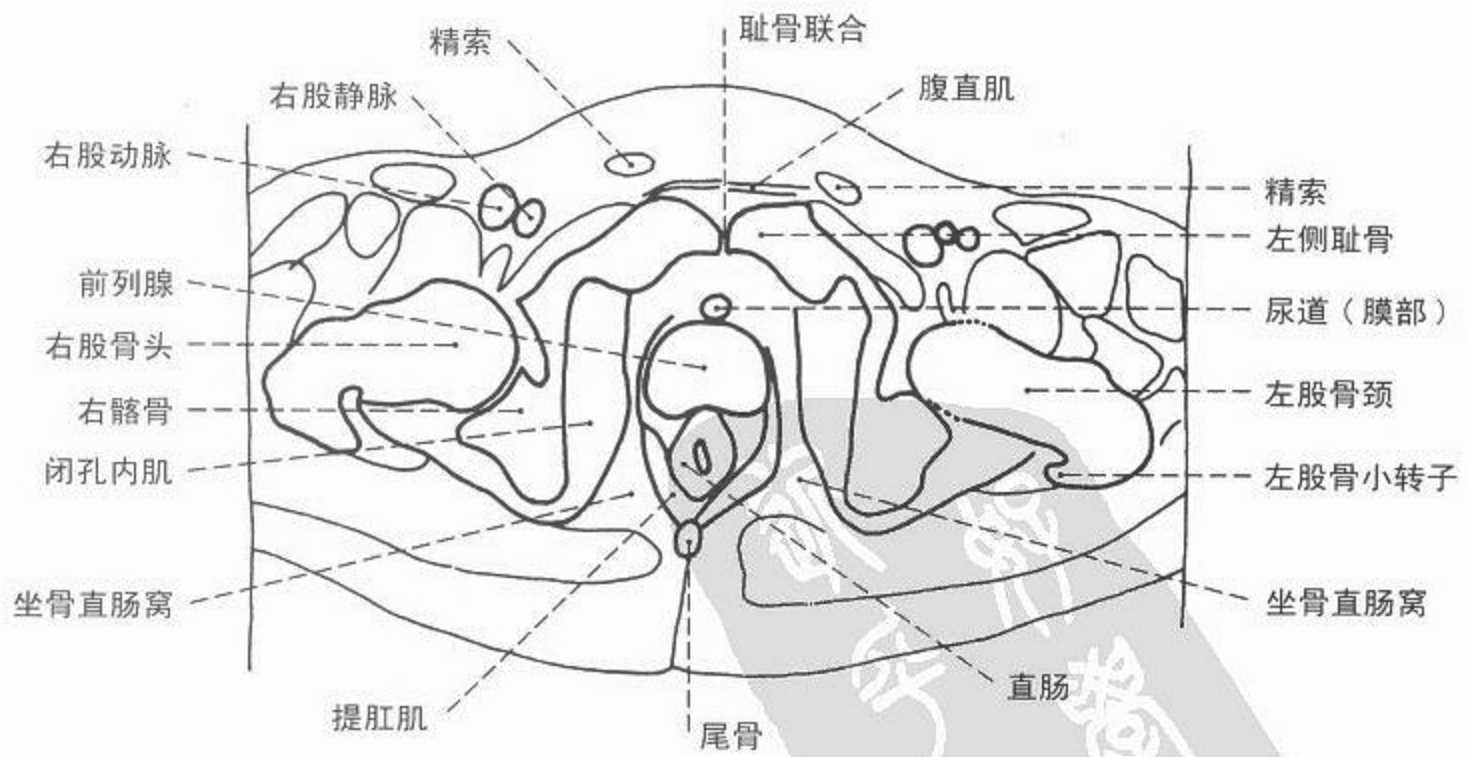 耻骨联合
精索
腹直肌
右股静脉
右股动脉
精索
左侧耻骨
前列腺
尿道（膜部）
右股骨头
左股骨颈
右髂骨
闭孔内肌
左股骨小转子
坐骨直肠窝
坐骨直肠窝
直肠
提肛肌
尾骨